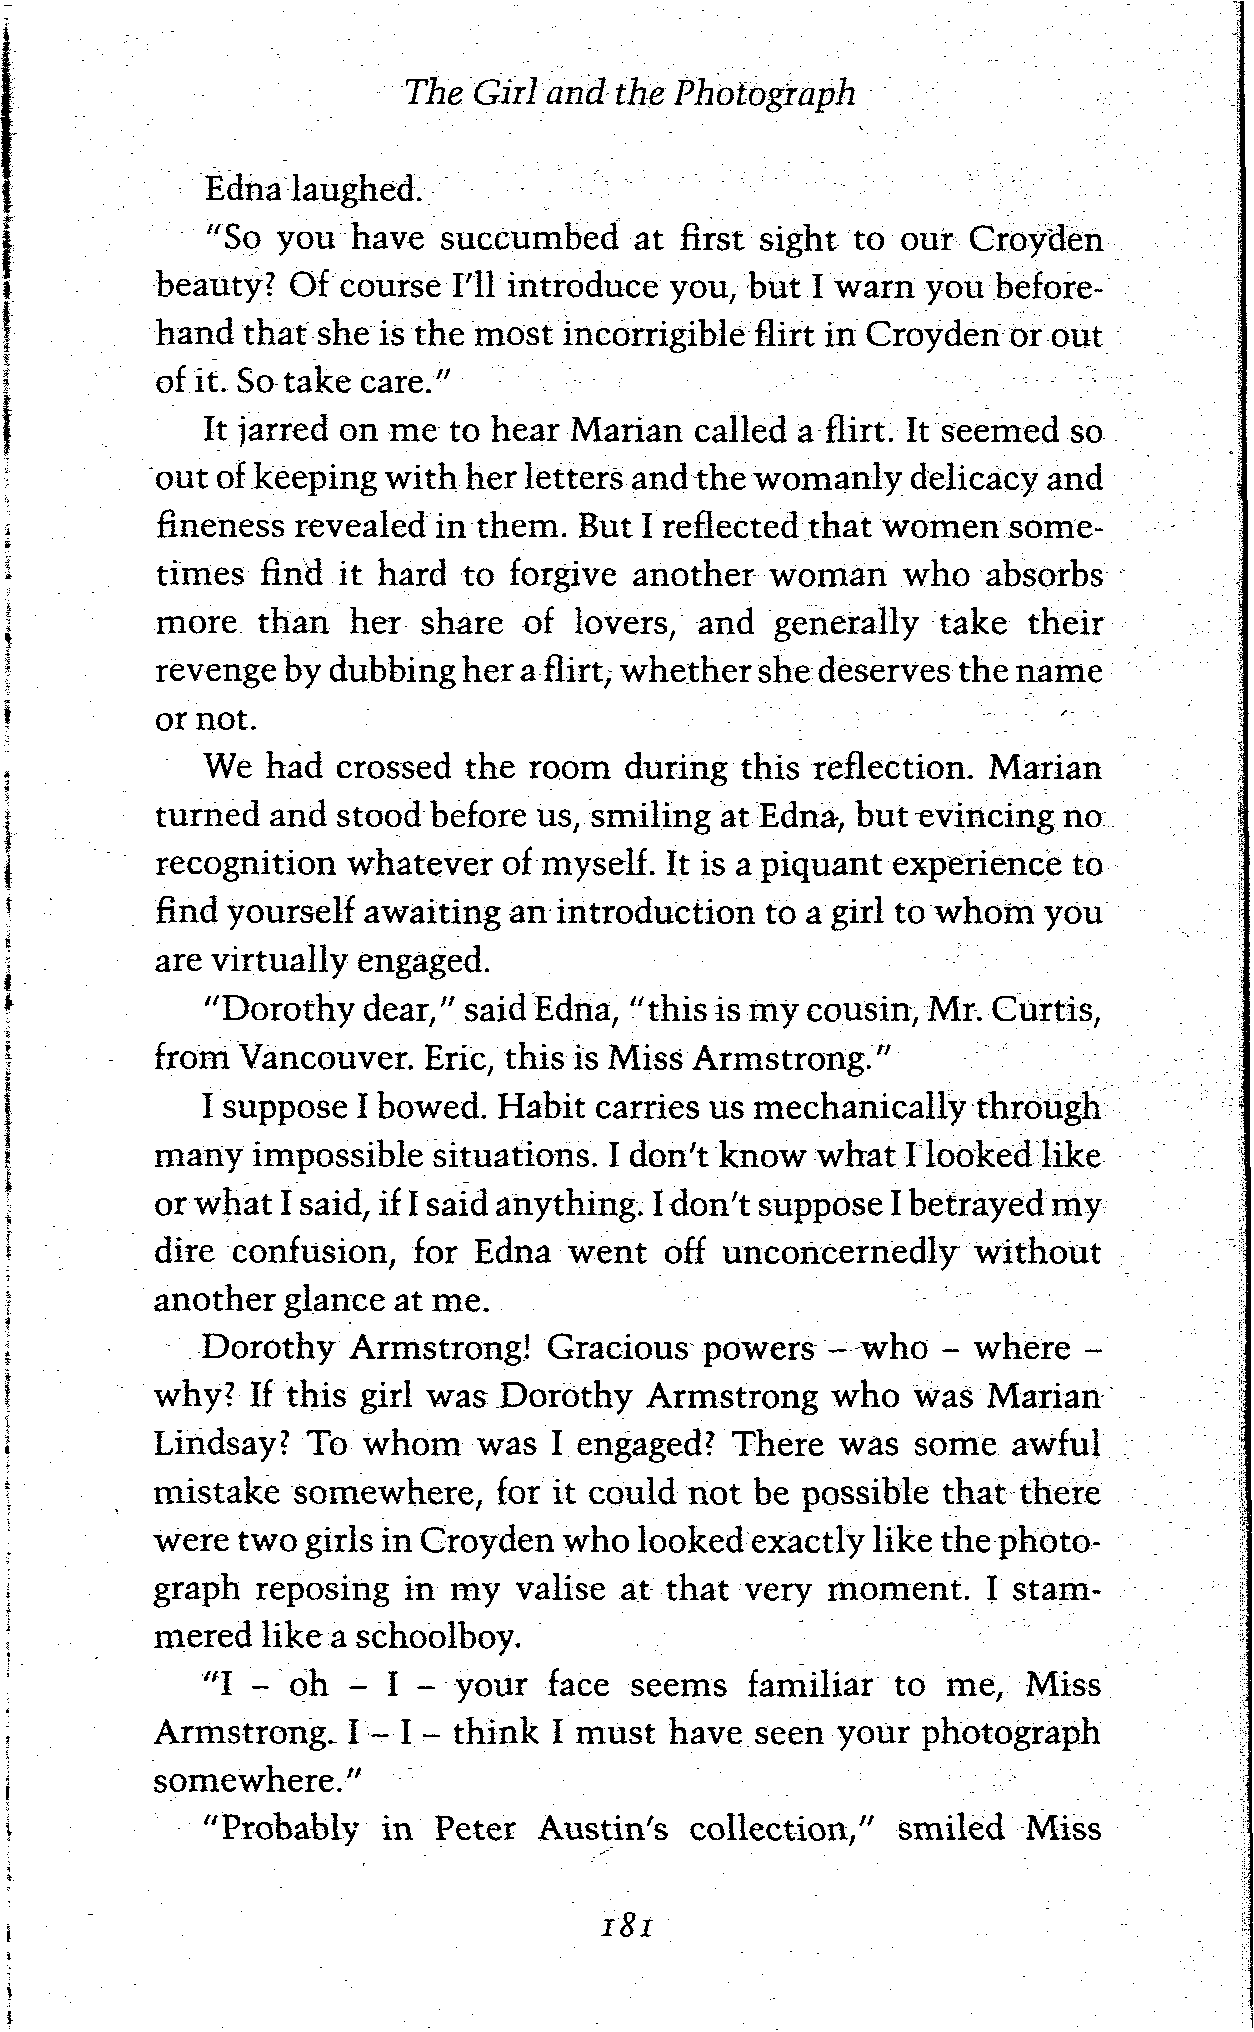 The Girl and the Photograph
Edna laughed.
"So you have succumbed at first sight to our Croyden
beauty? Of course I'll introduce you, but I warn you before-
hand that she is the most incorrigible flirt in Croyden or out
of it. So take care."
It jarred on me to hear Marian called a flirt. It seemed so
out of keeping with her letters and the womanly delicacy and
fineness revealed in them. But I reflected that women some-
times find it hard to forgive another woman who absorbs
more than her share of lovers, and generally take their
revenge by dubbing her a flirt, whether she deserves the name
or not.
We had crossed the room during this reflection. Marian
turned and stood before us, smiling at Edna, but evincing no
recognition whatever of myself. It is a piquant experience to
find yourself awaiting an introduction to a girl to whom you
are virtually engaged.
"Dorothy dear," said Edna, "this is my cousin, Mr. Curtis,
from Vancouver. Eric, this is Miss Armstrong."
I suppose I bowed. Habit carries us mechanically through
many impossible situations. I don't know what I looked like
or what I said, if I said anything. I don't suppose I betrayed my
dire confusion, for Edna went off unconcernedly without
another glance at me.
Dorothy Armstrong! Gracious powers – who – where –
why? If this girl was Dorothy Armstrong who was Marian
Lindsay? To whom was I engaged? There was some awful
mistake somewhere, for it could not be possible that there
were two girls in Croyden who looked exactly like the photo-
graph reposing in my valise at that very moment. I stam-
mered like a schoolboy.
"I – oh – I – your face seems familiar to me, Miss
Armstrong. I – I – think I must have seen your photograph
somewhere."
"Probably in Peter Austin's collection," smiled Miss
181